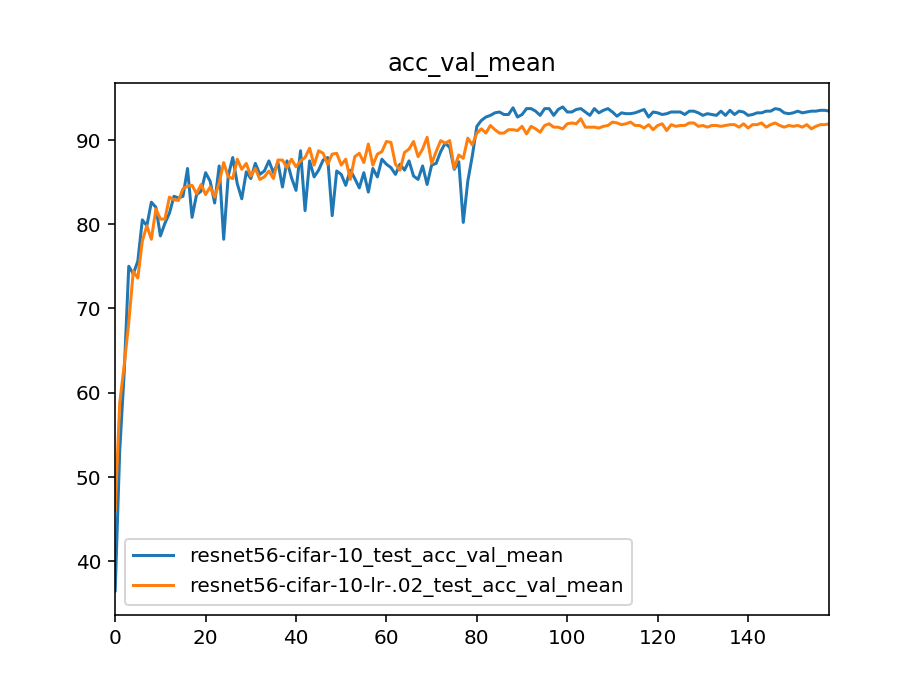 acc_val_mean
90
80
70
60
50
40
resnet56-cifar-10_test_acc_val_mean
resnet56-cifar-10-lr-.02_test_acc_val_mean
0 20 40 60 80 100 120 140